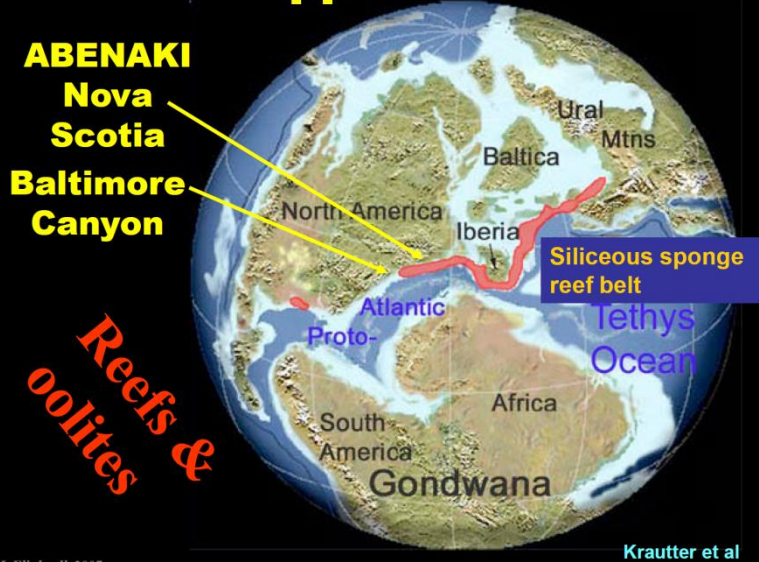 ABENAKI
Nova
Scotia
Baltimore
Canyon
Ural
Mtns
Baltica
North America
Iberia
Siliceous sponge
reef belt
Atlantic
Proto-
Tethys
Ocean
Reefs &
oolites
Africa
South
America
Gondwana
Krautter et al